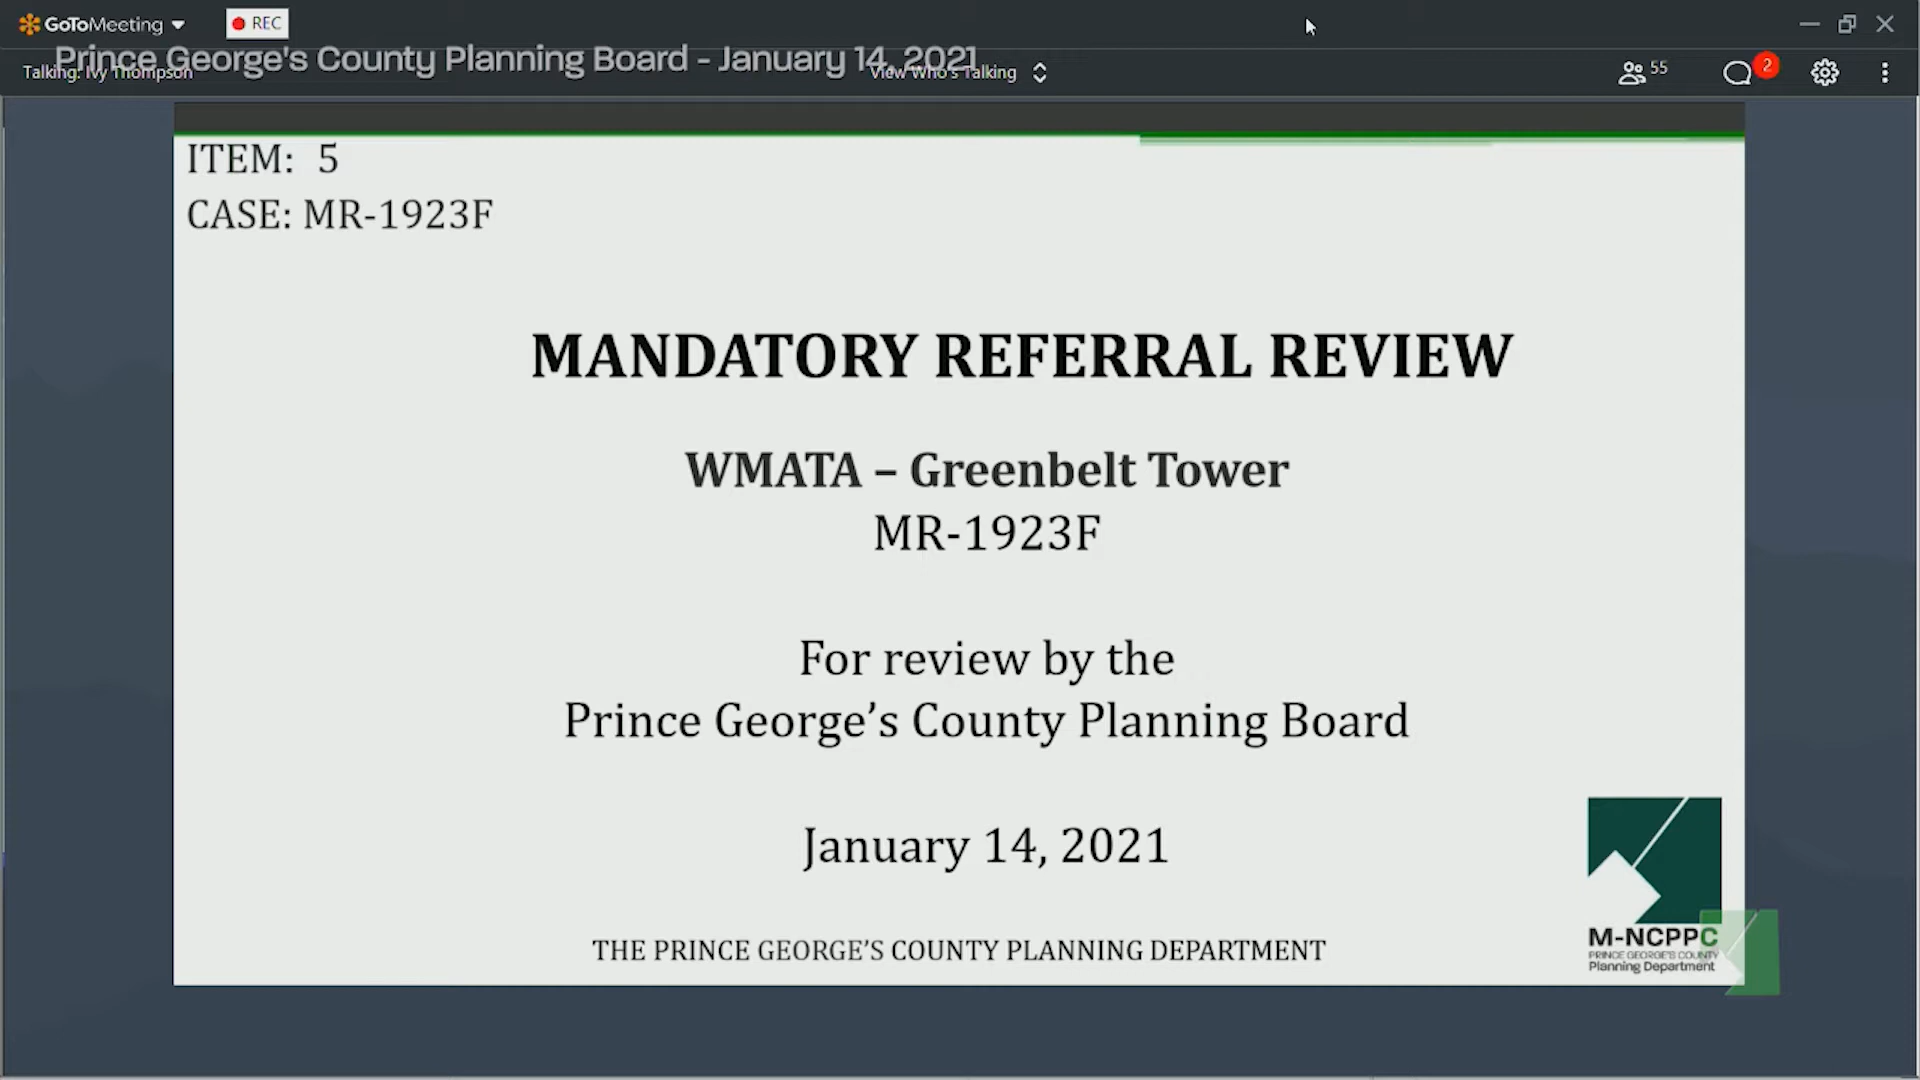 GoToMeeting
REC
Prince George's County Planning Board - January 14, 2021
Talking: Ivy Thompson
View Who's Talking
55
2
ITEM: 5
CASE: MR-1923F
MANDATORY REFERRAL REVIEW
WMATA – Greenbelt Tower
MR-1923F
For review by the
Prince George’s County Planning Board
January 14, 2021
THE PRINCE GEORGE’S COUNTY PLANNING DEPARTMENT
M-NCPPC
PRINCE GEORGE'S COUNTY
Planning Department